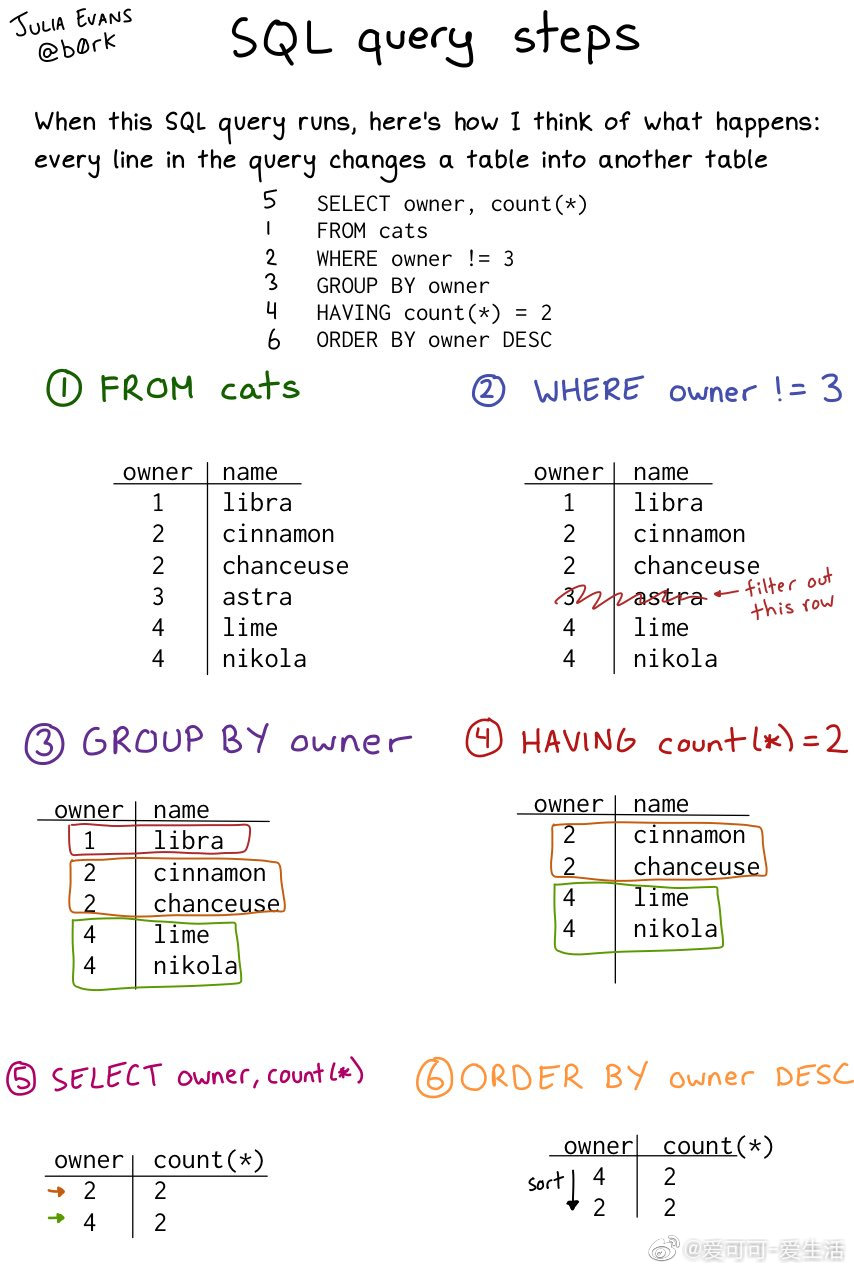 JULIA EVANS
@b0rk
SQL query steps
When this SQL query runs, here's how I think of what happens:
every line in the query changes a table into another table
5 SELECT owner, count(*)
1 FROM cats
2 WHERE owner != 3
3 GROUP BY owner
4 HAVING count(*) = 2
6 ORDER BY owner DESC
① FROM cats
owner name
1 libra
2 cinnamon
2 chanceuse
3 astra
4 lime
4 nikola
② WHERE owner != 3
owner name
1 libra
2 cinnamon
2 chanceuse
3 astra ← filter out
this row
4 lime
4 nikola
③ GROUP BY owner
owner name
1 libra
2 cinnamon
2 chanceuse
4 lime
4 nikola
④ HAVING count(*) = 2
owner name
2 cinnamon
2 chanceuse
4 lime
4 nikola
⑤ SELECT owner, count(*)
owner count(*)
→ 2 2
→ 4 2
⑥ ORDER BY owner DESC
owner count(*)
sort ↓ 4 2
2 2
@爱可可-爱生活